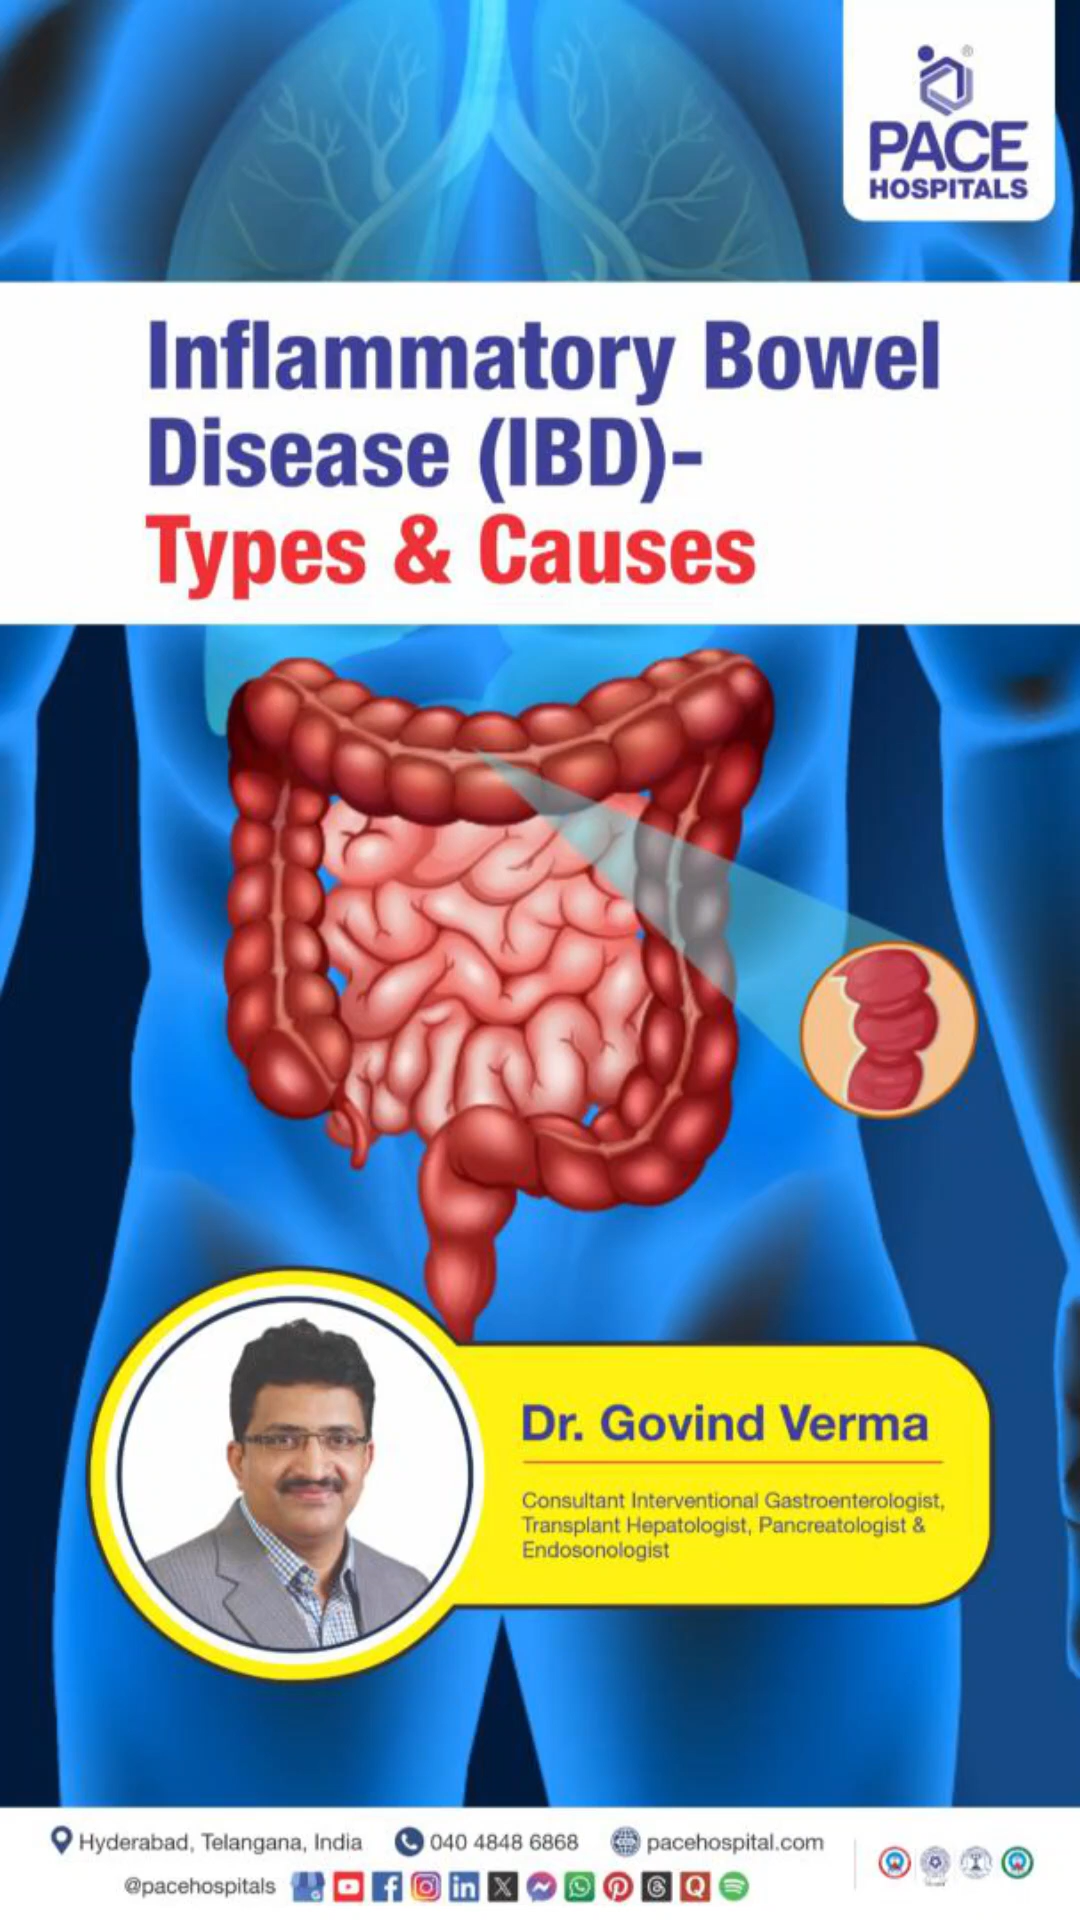 PACE
HOSPITALS
Inflammatory Bowel
Disease (IBD)-
Types & Causes
Dr. Govind Verma
Consultant Interventional Gastroenterologist,
Transplant Hepatologist, Pancreatologist &
Endosonologist
Hyderabad, Telangana, India 040 4848 6868 pacehospital.com
@pacehospitals